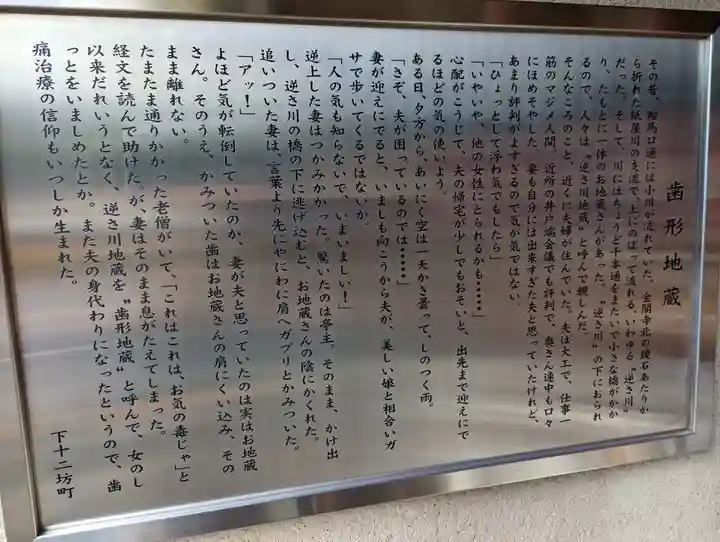 歯形地蔵
その昔、鞍馬口通には小川が流れていた。金閣寺北の鏡石あたりか
ら折れた紙屋川の支流で、上にのぼって流れる、いわゆる〝逆さ川〟
だった。そして、川にはちょうど千本通をまたいで小さな橋がかか
り、たもとに一体のお地蔵さんがあった。〝逆さ川〟の下におられ
るので、人々は〝逆さ川地蔵〟と呼んで親しんだ。
そんなころのこと、近くに夫婦が住んでいた。夫は大工で、仕事一
筋のマジメ人間。近所の井戸端会議でも評判で、奥さん連中も口々
にほめそやした。妻も自分には出来すぎた夫と思っていたけれど、
あまり評判がよすぎるので気が気ではない
「ひょっとして浮わ気でもしたら」
「いやいや、他の女性にとられるかも・・・・・」
心配がこうじて、夫の帰宅が少しでもおそいと、出先まで迎えにで
るほどの気の使いよう。
ある日、夕方から、あいにく空は一天かき曇って、しのつく雨。
「さぞ、夫が困っているのでは・・・・・」
妻が迎えにでると、いましも向こうから夫が、美しい娘と相合いガ
サで歩いてくるではないか。
「人の気も知らないで、いまいましい！」
逆上した妻はつかみかかった。驚いたのは亭主。そのまま、かけ出
し、逆さ川の橋の下に逃げ込むと、お地蔵さんの陰にかくれた。
追いついた妻は、言葉より先にやにわに肩へガブリとかみついた。
「アッ！」
よほど気が転倒していたのか、妻が夫と思っていたのは実はお地蔵
さん。そのうえ、かみついた歯はお地蔵さんの肩にくい込み、その
まま離れない。
たまたま通りかかった老僧がいて、「これはこれは、お気の毒じゃ」と
経文を読んで助けた。が、妻はそのまま息がたえてしまった。
以来だれいうとなく、逆さ川地蔵を〝歯形地蔵〟と呼んで、女のし
っとをいましめたとか。また夫の身代わりになったというので、歯
痛治療の信仰もいつしか生まれた。
下十二坊町